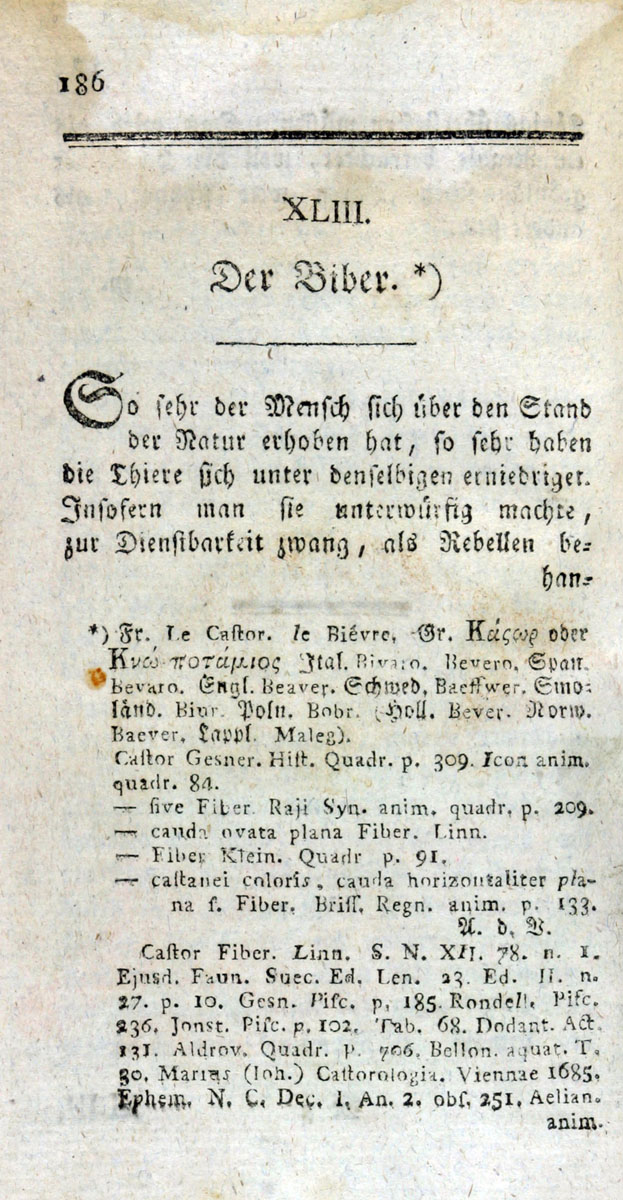 186
XLIII.
Der Biber. *)
So sehr der Mensch sich über den Stand
der Natur erhoben hat, so sehr haben
die Thiere sich unter denselbigen erniedriget.
Insofern man sie unterwürfig machte,
zur Dienstbarkeit zwang, als Rebellen be-
han-
*) Fr. Le Castor. le Biévre. Gr. Κάϛωρ oder
Κνώ ποτάμιος Ital. Bivaro. Bevero. Span.
Bevaro. Engl. Beaver. Schwed. Baeffwer. Smo-
länd. Biur. Poln. Bobr. (Holl. Bever. Norw.
Baever. Lappl. Maleg).
Castor Gesner. Hist. Quadr. p. 309. Icon anim.
quadr. 84.
— sive Fiber. Raji Syn. anim. quadr. p. 209.
— cauda ovata plana Fiber. Linn.
— Fiber Klein. Quadr p. 91.
— castanei coloris, cauda horizontaliter pla-
na s. Fiber. Briss. Regn. anim. p. 133.
A. d. V.
Castor Fiber. Linn. S. N. XII. 78. n. 1.
Ejusd. Faun. Suec. Ed. Len. 23. Ed. II. n.
27. p. 10. Gesn. Pisc. p. 185. Rondell. Pisc.
236. Jonst. Pisc. p. 102. Tab. 68. Dodant. Act.
131. Aldrov. Quadr. p. 706. Bellon. aquat. T.
30. Marius (Ioh.) Castorologia. Viennae 1685.
Ephem. N. C. Dec. I. An. 2. obs. 251. Aelian.
anim.